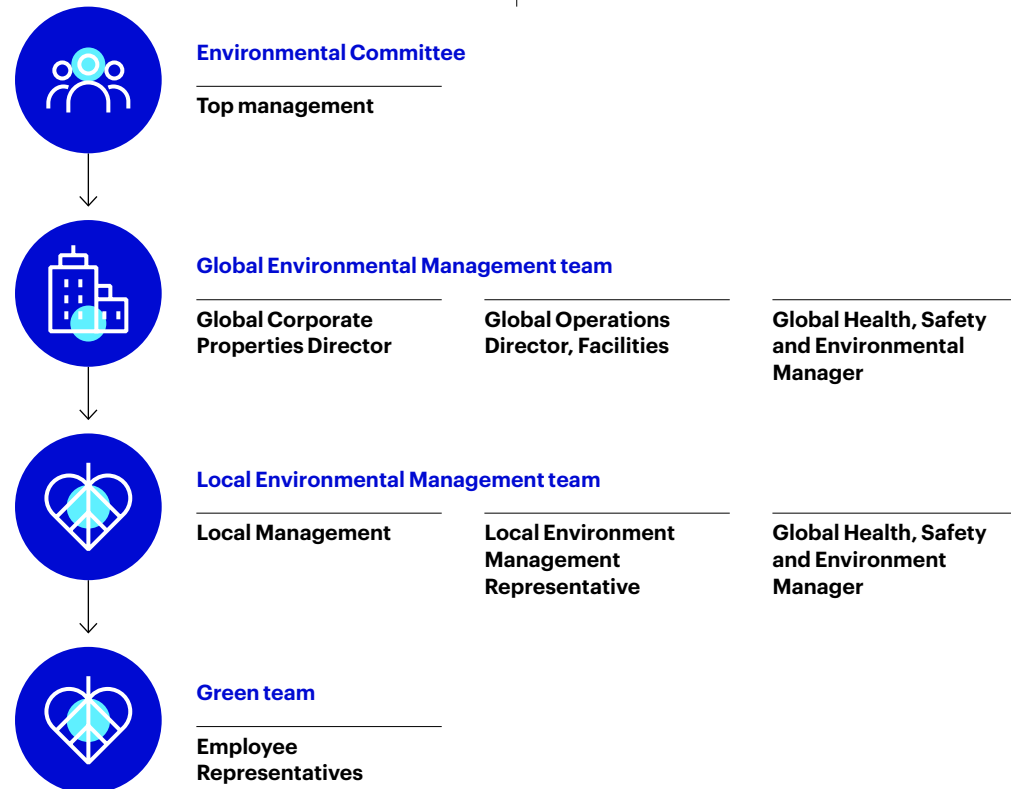 Environmental Committee
Top management
Global Environmental Management team
Global Corporate
Properties Director
Global Operations
Director, Facilities
Global Health, Safety
and Environmental
Manager
Local Environmental Management team
Local Management
Local Environment
Management
Representative
Global Health, Safety
and Environment
Manager
Green team
Employee
Representatives